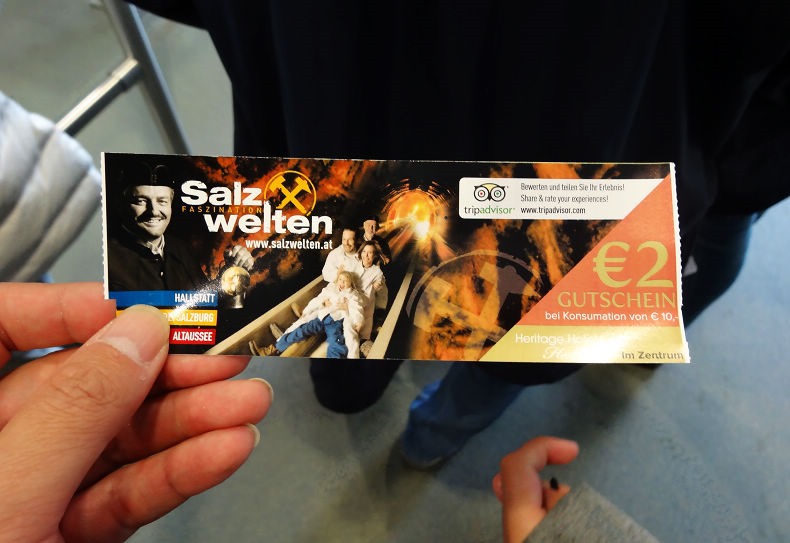 Salz
FASZINATION
welten
www.salzwelten.at
HALLSTATT
SALZBURG
ALTAUSSEE
tripadvisor
Bewerten und teilen Sie Ihr Erlebnis!
Share & rate your experiences!
www.tripadvisor.com
€2
GUTSCHEIN
bei Konsumation von € 10,-
Heritage
Im Zentrum